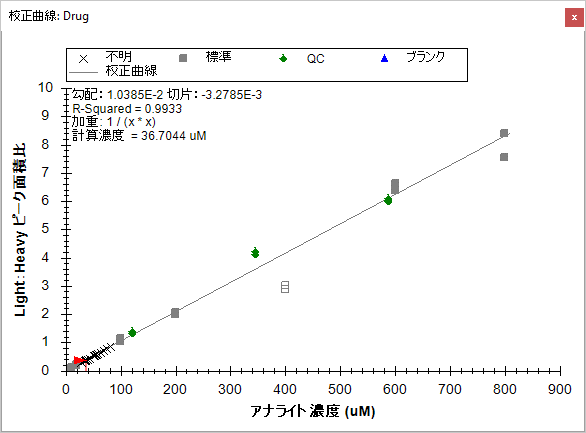 校正曲線: Drug
x
不明 標準 QC ブランク
校正曲線
勾配: 1.0385E-2 切片: -3.2785E-3
R-Squared = 0.9933
加重: 1 / (x * x)
計算濃度 = 36.7044 uM
10
9
8
7
6
5
4
3
2
1
0
Light : Heavy ピーク面積比
0 100 200 300 400 500 600 700 800 900
アナライト 濃度 (uM)